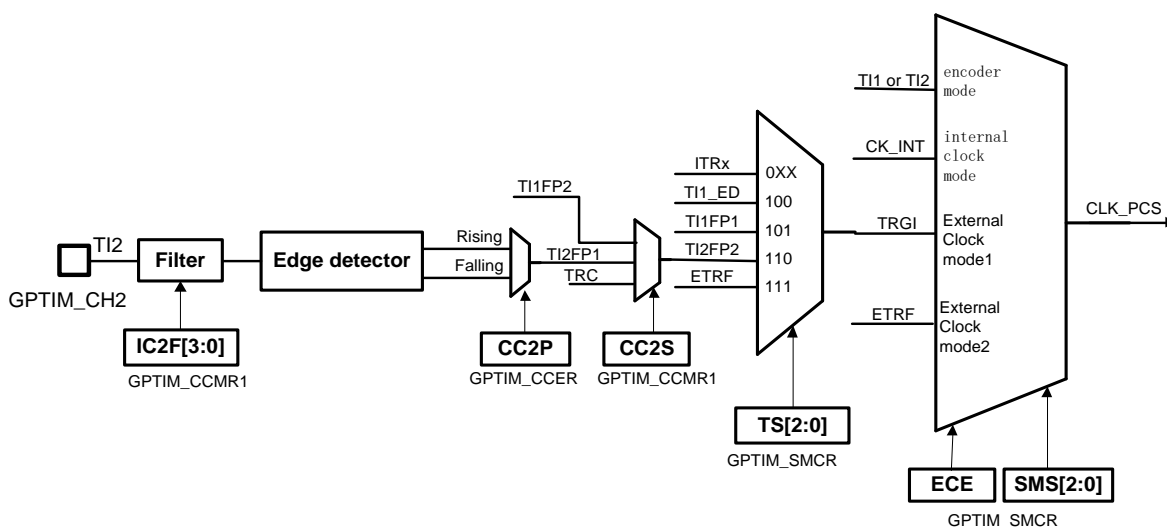 TI2
GPTIM_CH2
Filter
IC2F[3:0]
GPTIM_CCMR1
Edge detector
Rising
Falling
CC2P
GPTIM_CCER
TI1FP2
TI2FP1
TRC
CC2S
GPTIM_CCMR1
ITRx
TI1_ED
TI1FP1
TI2FP2
ETRF
0XX
100
101
110
111
TS[2:0]
GPTIM_SMCR
TI1 or TI2
encoder
mode
CK_INT
internal
clock
mode
TRGI
External
Clock
mode1
ETRF
External
Clock
mode2
CLK_PCS
ECE
SMS[2:0]
GPTIM_SMCR